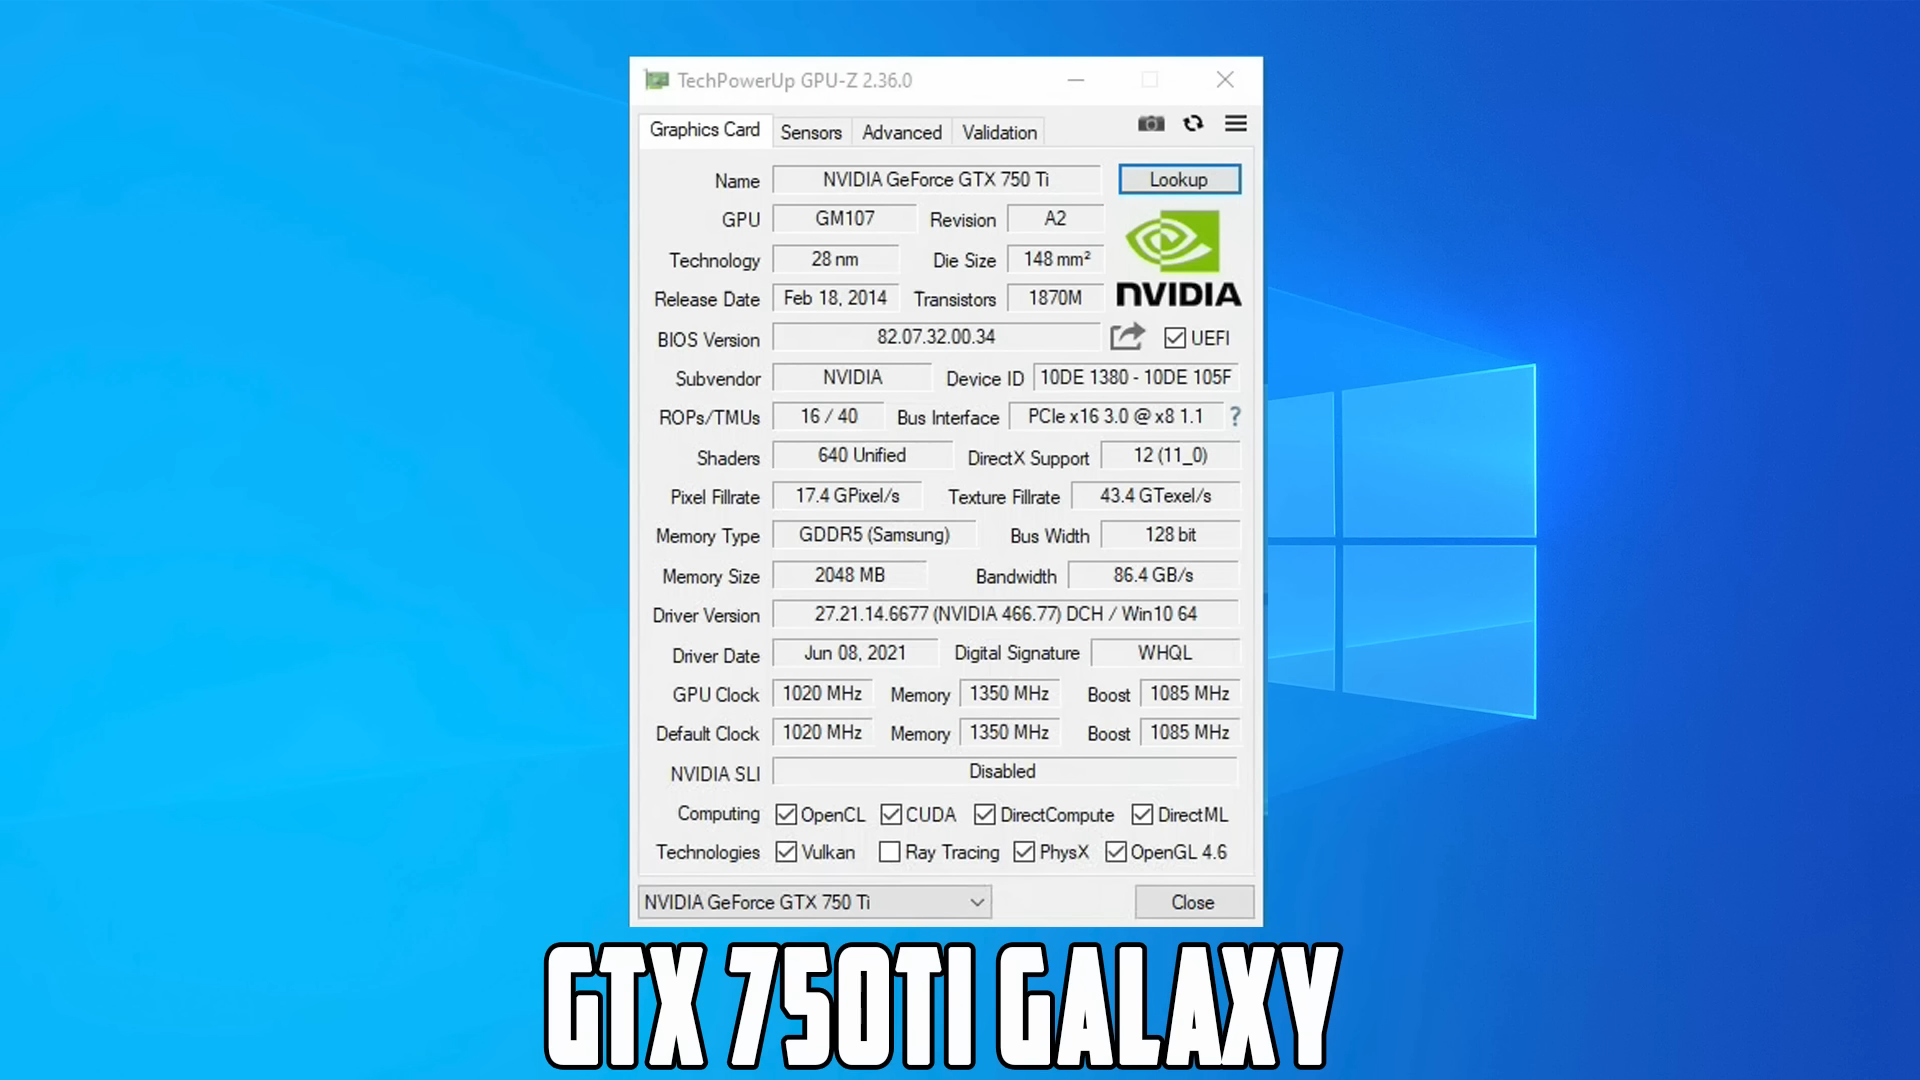 TechPowerUp GPU-Z 2.36.0
Graphics Card Sensors Advanced Validation
Name NVIDIA GeForce GTX 750 Ti Lookup
GPU GM107 Revision A2
Technology 28 nm Die Size 148 mm²
Release Date Feb 18, 2014 Transistors 1870M
NVIDIA
BIOS Version 82.07.32.00.34 UEFI
Subvendor NVIDIA Device ID 10DE 1380 - 10DE 105F
ROPs/TMUs 16 / 40 Bus Interface PCIe x16 3.0 @ x8 1.1 ?
Shaders 640 Unified DirectX Support 12 (11_0)
Pixel Fillrate 17.4 GPixel/s Texture Fillrate 43.4 GTexel/s
Memory Type GDDR5 (Samsung) Bus Width 128 bit
Memory Size 2048 MB Bandwidth 86.4 GB/s
Driver Version 27.21.14.6677 (NVIDIA 466.77) DCH / Win10 64
Driver Date Jun 08, 2021 Digital Signature WHQL
GPU Clock 1020 MHz Memory 1350 MHz Boost 1085 MHz
Default Clock 1020 MHz Memory 1350 MHz Boost 1085 MHz
NVIDIA SLI Disabled
Computing OpenCL CUDA DirectCompute DirectML
Technologies Vulkan Ray Tracing PhysX OpenGL 4.6
NVIDIA GeForce GTX 750 Ti Close
GTX 750TI GALAXY